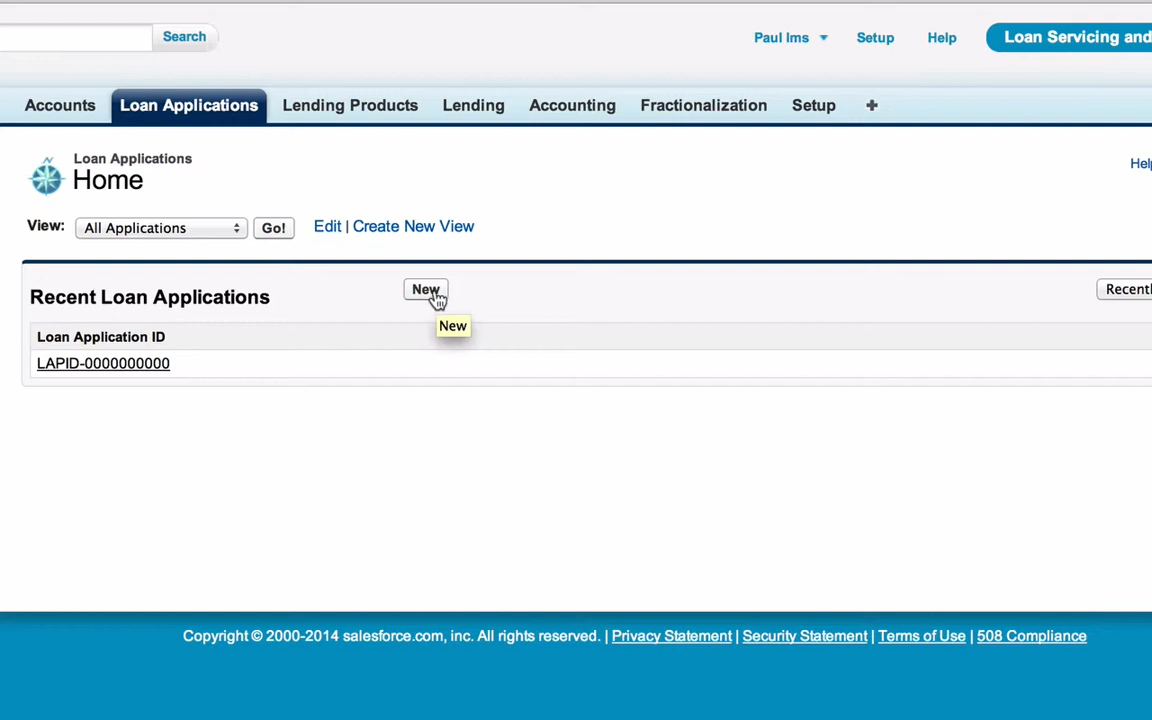 Search
Paul Ims
Setup
Help
Loan Servicing and
Accounts
Loan Applications
Lending Products
Lending
Accounting
Fractionalization
Setup
+
Loan Applications
Home
Help
View:
All Applications
Go!
Edit | Create New View
Recent Loan Applications
New
Recently
New
Loan Application ID
LAPID-0000000000
Copyright © 2000-2014 salesforce.com, inc. All rights reserved. | Privacy Statement | Security Statement | Terms of Use | 508 Compliance